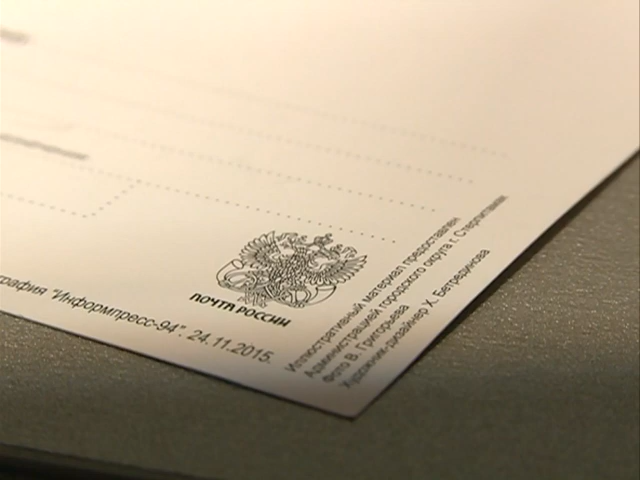 ПОЧТА РОССИИ
графия "Информпресс-94". 24.11.2015.
Иллюстративный материал предоставлен
Администрацией городского округа г. Стерлитамак
Фото В. Григорьева
Художник-дизайнер Х. Бетрединова